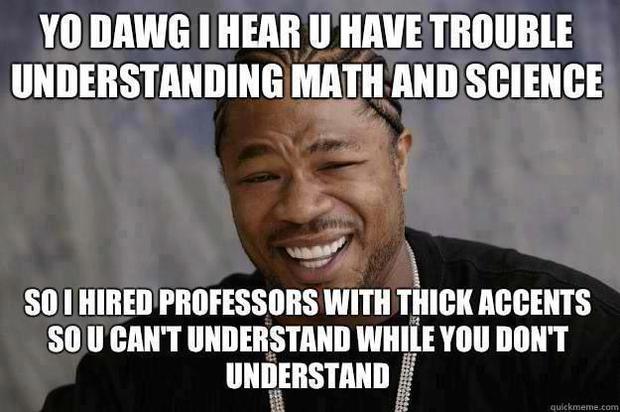 YO DAWG I HEAR U HAVE TROUBLE
UNDERSTANDING MATH AND SCIENCE
SO I HIRED PROFESSORS WITH THICK ACCENTS
SO U CAN'T UNDERSTAND WHILE YOU DON'T
UNDERSTAND
quickmeme.com